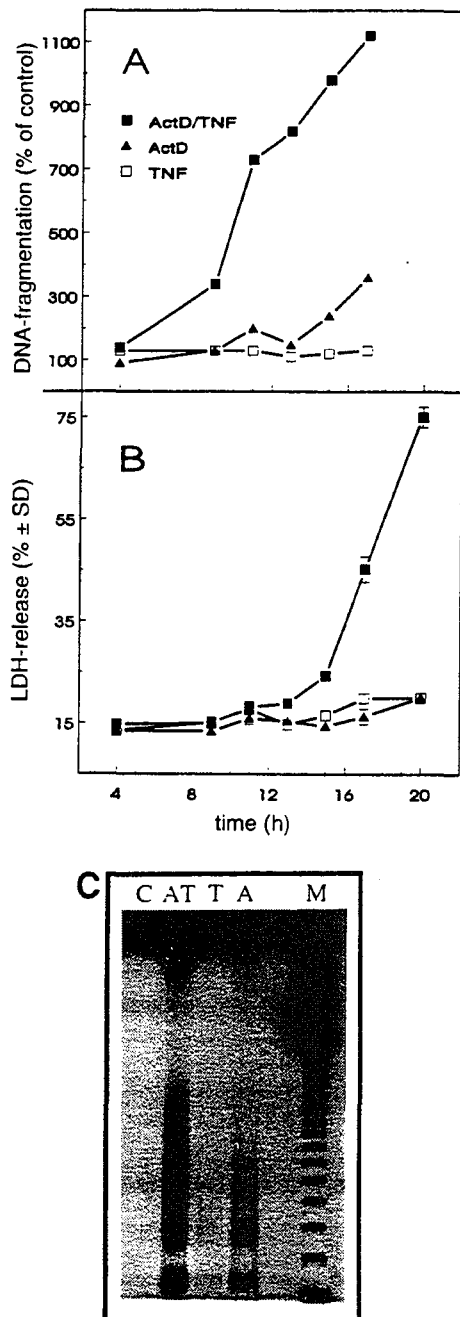 A
DNA-fragmentation (% of control)
1100
900
700
500
300
100
ActD/TNF
ActD
TNF
B
LDH-release (% ± SD)
75
55
35
15
4
8
12
16
20
time (h)
C
C AT T A M